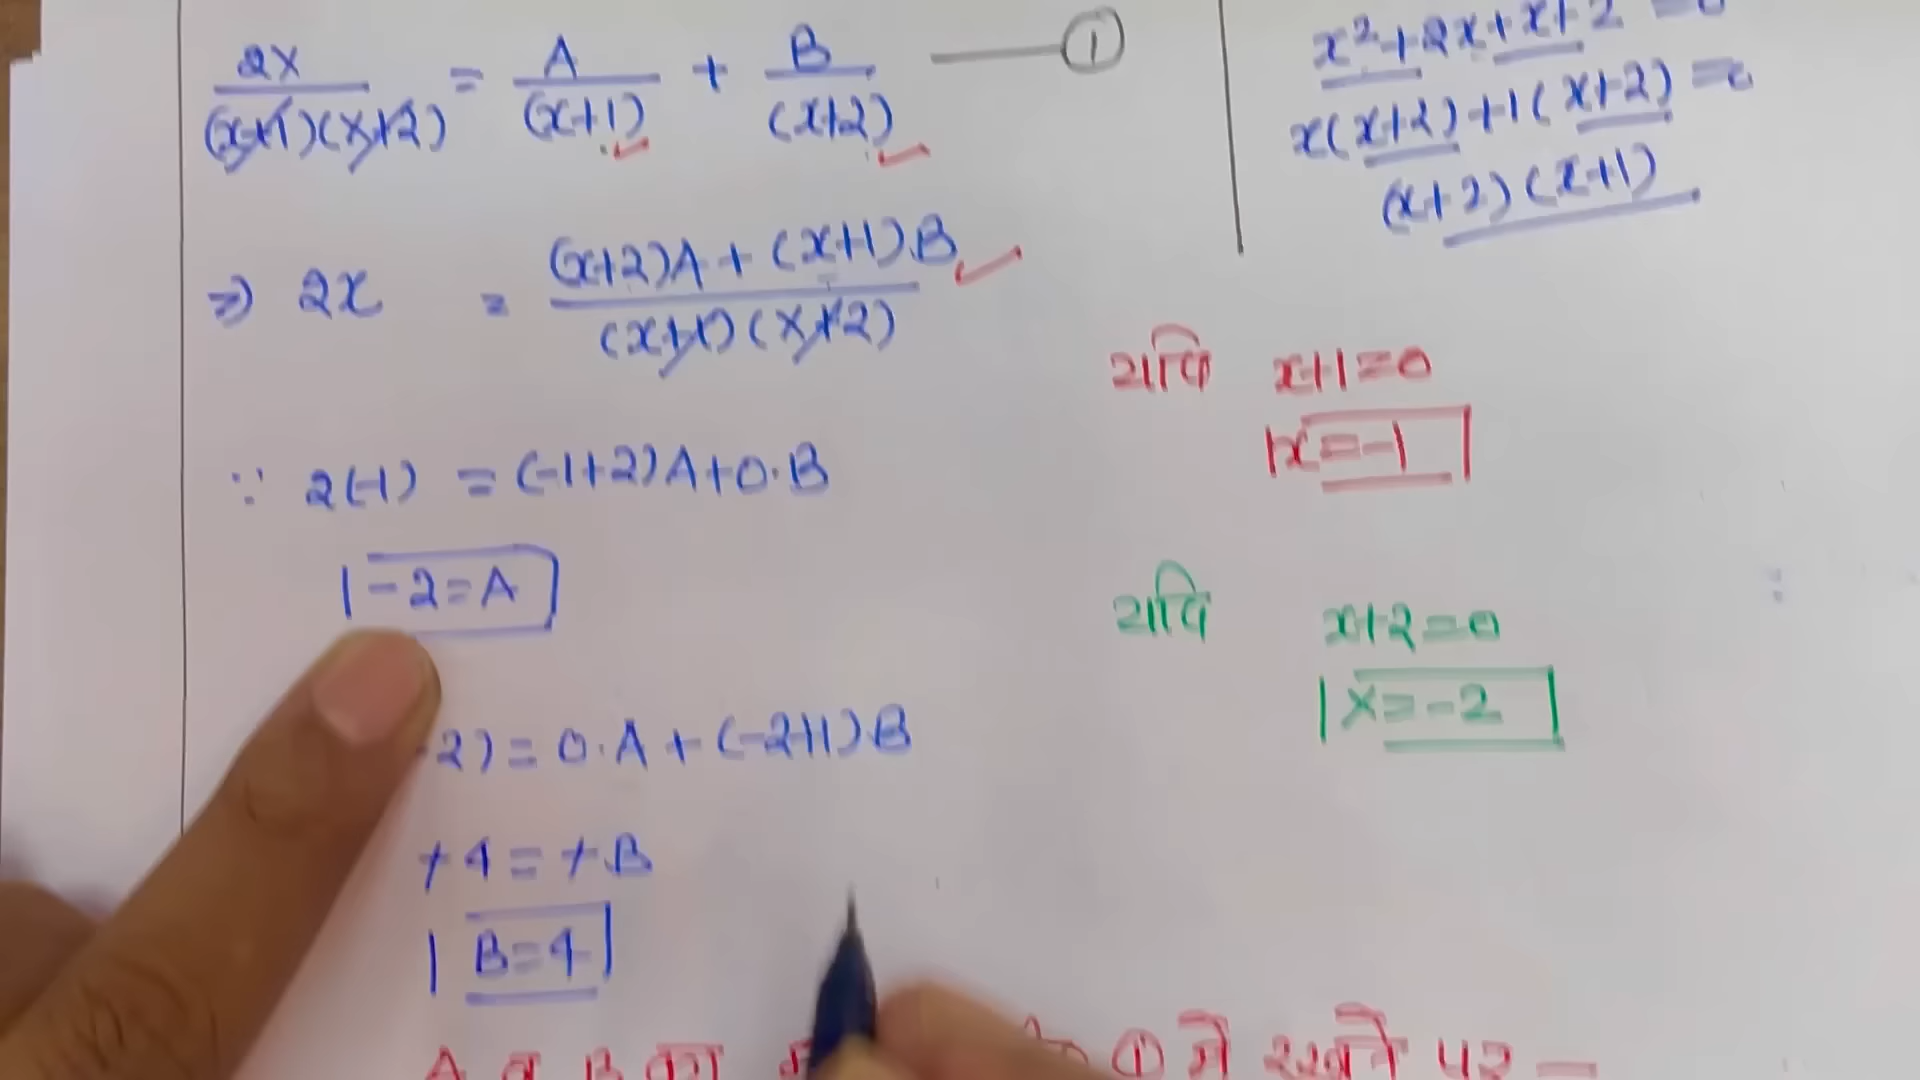 2x/(x+1)(x+2) = A/(x+1) + B/(x+2) — ①
⇒ 2x = (x+2)A + (x+1)B/(x+1)(x+2)
∵ 2(-1) = (-1+2)A+0.B
-2=A
2) = 0.A + (-2+1)B
+4=+B
B=4
x²+2x+x+2 =0
x(x+2)+1(x+2)=0
(x+2)(x+1)
यदि x+1=0
x=-1
यदि x+2=0
x=-2
A व B का ① में रखने पर —